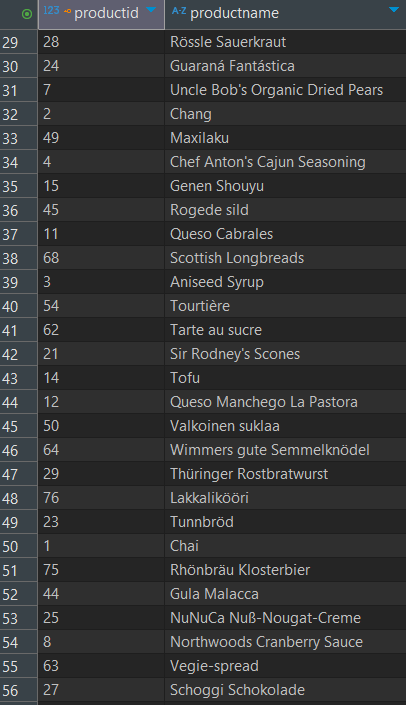 123 productid A-Z productname
29 28 Rössle Sauerkraut
30 24 Guaraná Fantástica
31 7 Uncle Bob's Organic Dried Pears
32 2 Chang
33 49 Maxilaku
34 4 Chef Anton's Cajun Seasoning
35 15 Genen Shouyu
36 45 Rogede sild
37 11 Queso Cabrales
38 68 Scottish Longbreads
39 3 Aniseed Syrup
40 54 Tourtière
41 62 Tarte au sucre
42 21 Sir Rodney's Scones
43 14 Tofu
44 12 Queso Manchego La Pastora
45 50 Valkoinen suklaa
46 64 Wimmers gute Semmelknödel
47 29 Thüringer Rostbratwurst
48 76 Lakkalikööri
49 23 Tunnbröd
50 1 Chai
51 75 Rhönbräu Klosterbier
52 44 Gula Malacca
53 25 NuNuCa Nuß-Nougat-Creme
54 8 Northwoods Cranberry Sauce
55 63 Vegie-spread
56 27 Schoggi Schokolade